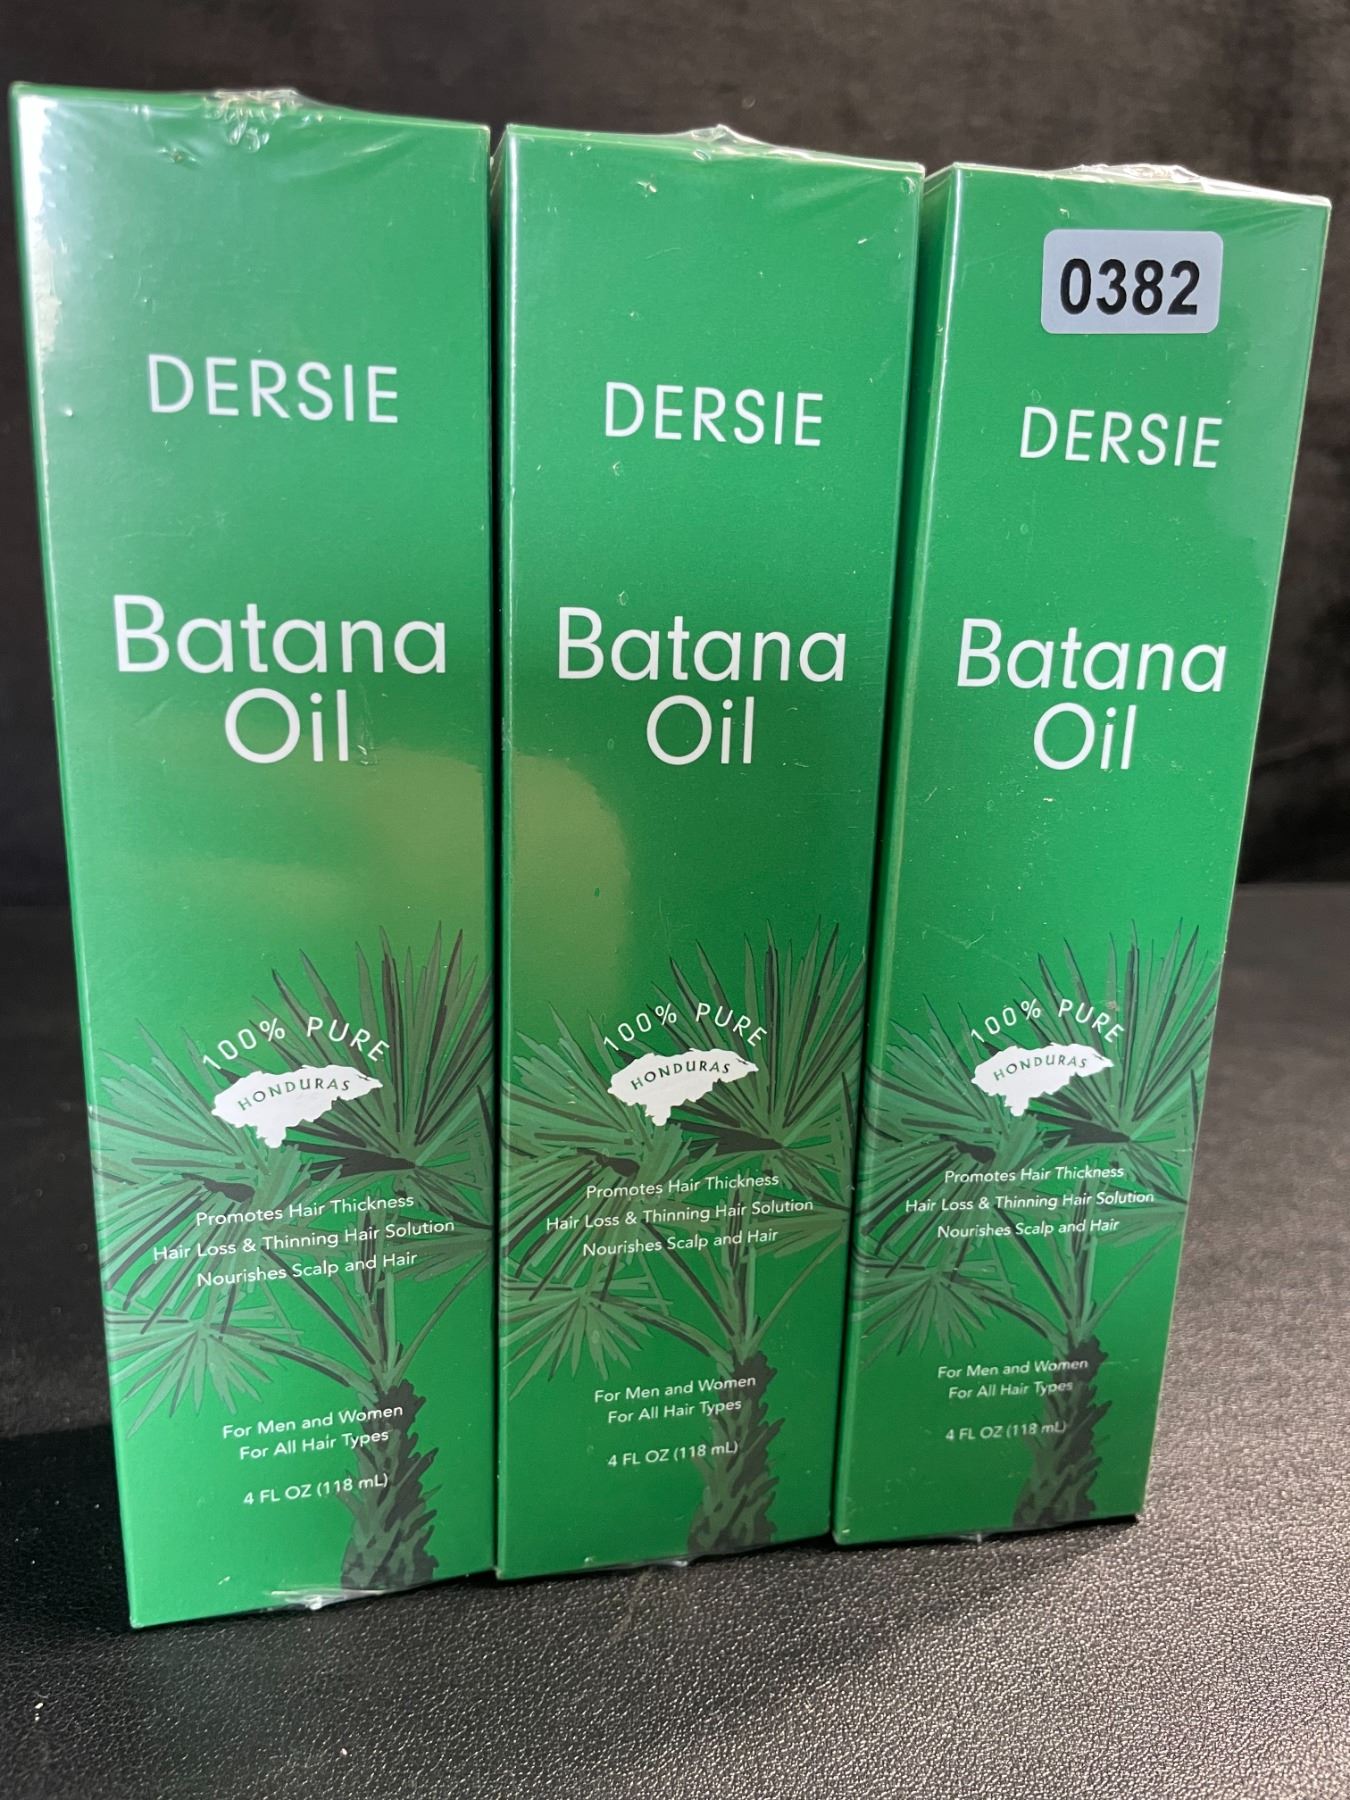 DERSIE
Batana
Oil
100% PURE
HONDURAS
Promotes Hair Thickness
Hair Loss & Thinning Hair Solution
Nourishes Scalp and Hair
For Men and Women
For All Hair Types
4 FL OZ (118 mL)
DERSIE
Batana
Oil
100% PURE
HONDURAS
Promotes Hair Thickness
Hair Loss & Thinning Hair Solution
Nourishes Scalp and Hair
For Men and Women
For All Hair Types
4 FL OZ (118 mL)
0382
DERSIE
Batana
Oil
100% PURE
HONDURAS
Promotes Hair Thickness
Hair Loss & Thinning Hair Solution
Nourishes Scalp and Hair
For Men and Women
For All Hair Types
4 FL OZ (118 mL)